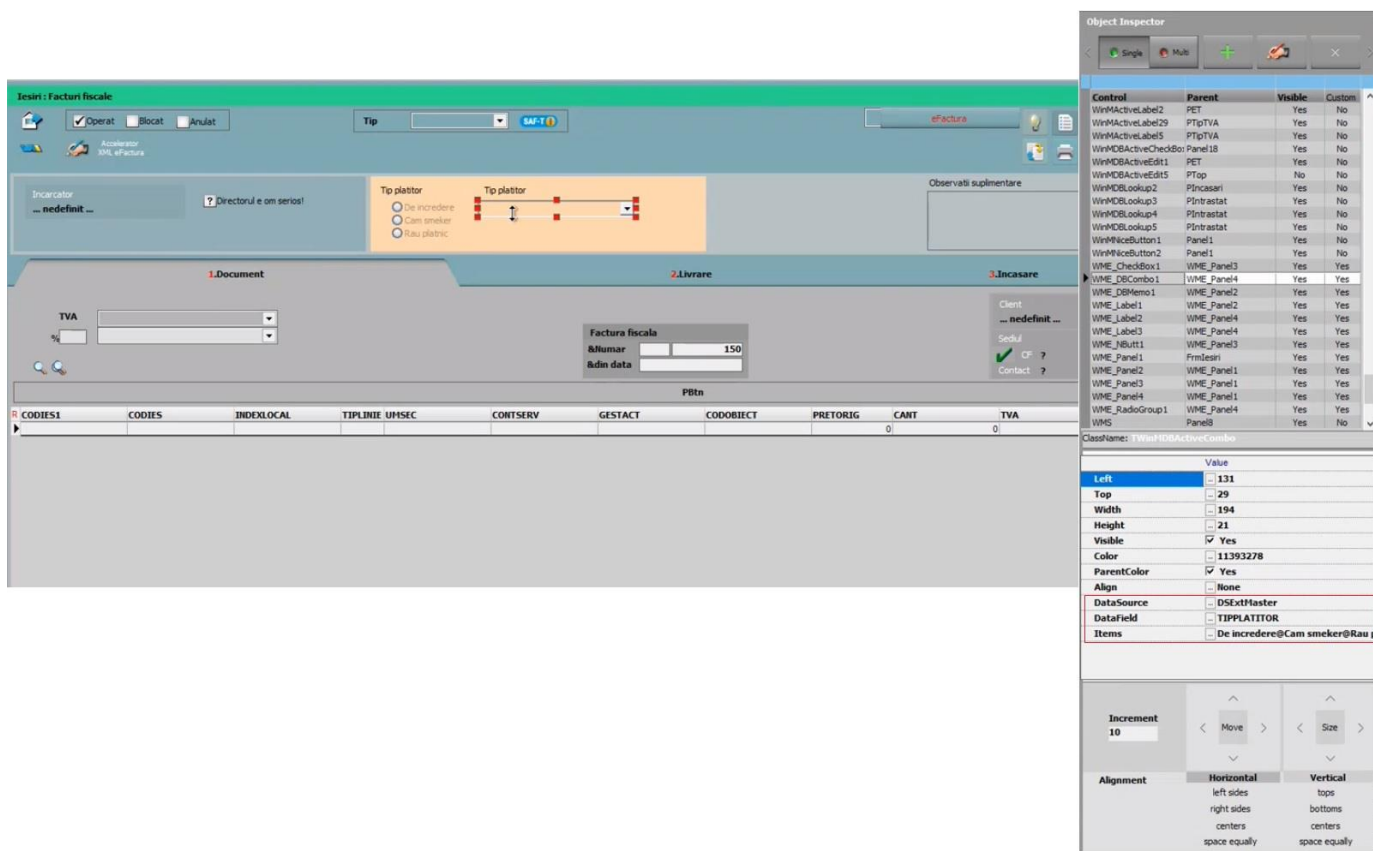 Object Inspector
Single Multi
Iesiri : Facturi fiscale
Operat Blocat Anulat
Tip
SAF-T
eFactura
Accelerator
XML eFactura
Incarcator
... nedefinit ...
? Directorul e om serios!
Tip platitor
De incredere
Cam smeker
Rau platnic
Tip platitor
Observatii suplimentare
1.Document 2.Livrare 3.Incasare
TVA
%
Factura fiscala
&Numar 150
&din data
Client
... nedefinit ...
Sediul
CF ?
Contact ?
PBtn
R CODIES1 CODIES INDEXLOCAL TIPLINIE UMSEC CONTSERV GESTACT CODOBIECT PRETORIG CANT TVA
0 0
Control Parent Visible Custom
WinMActiveLabel2 PET Yes No
WinMActiveLabel29 PTipTVA Yes No
WinMActiveLabel5 PTipTVA Yes No
WinMDBActiveCheckBo: Panel18 Yes No
WinMDBActiveEdit1 PET Yes No
WinMDBActiveEdit5 PTop No No
WinMDBLookup2 PIncasari Yes No
WinMDBLookup3 PIntrastat Yes No
WinMDBLookup4 PIntrastat Yes No
WinMDBLookup5 PIntrastat Yes No
WinMNiceButton1 Panel1 Yes No
WinMNiceButton2 Panel1 Yes No
WME_CheckBox1 WME_Panel3 Yes Yes
WME_DBCombo1 WME_Panel4 Yes Yes
WME_DBMemo1 WME_Panel2 Yes Yes
WME_Label1 WME_Panel2 Yes Yes
WME_Label2 WME_Panel4 Yes Yes
WME_Label3 WME_Panel4 Yes Yes
WME_NButt1 WME_Panel3 Yes Yes
WME_Panel1 FrmIesiri Yes Yes
WME_Panel2 WME_Panel1 Yes Yes
WME_Panel3 WME_Panel1 Yes Yes
WME_Panel4 WME_Panel1 Yes Yes
WME_RadioGroup1 WME_Panel4 Yes Yes
WMS Panel8 Yes No
ClassName: TWinMDBActiveCombo
Value
Left ... 131
Top ... 29
Width ... 194
Height ... 21
Visible Yes
Color ... 11393278
ParentColor Yes
Align ... None
DataSource ... DSExtMaster
DataField ... TIPPLATITOR
Items ... De incredere@Cam smeker@Rau p
Increment
10
Move
Size
Alignment
Horizontal Vertical
left sides tops
right sides bottoms
centers centers
space equally space equally